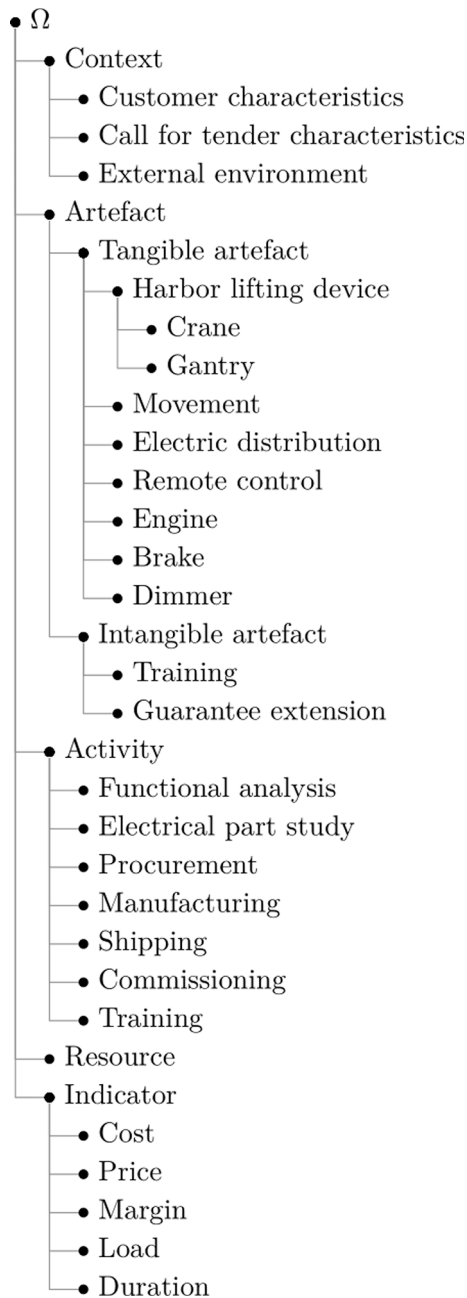 Ω
Context
Customer characteristics
Call for tender characteristics
External environment
Artefact
Tangible artefact
Harbor lifting device
Crane
Gantry
Movement
Electric distribution
Remote control
Engine
Brake
Dimmer
Intangible artefact
Training
Guarantee extension
Activity
Functional analysis
Electrical part study
Procurement
Manufacturing
Shipping
Commissioning
Training
Resource
Indicator
Cost
Price
Margin
Load
Duration